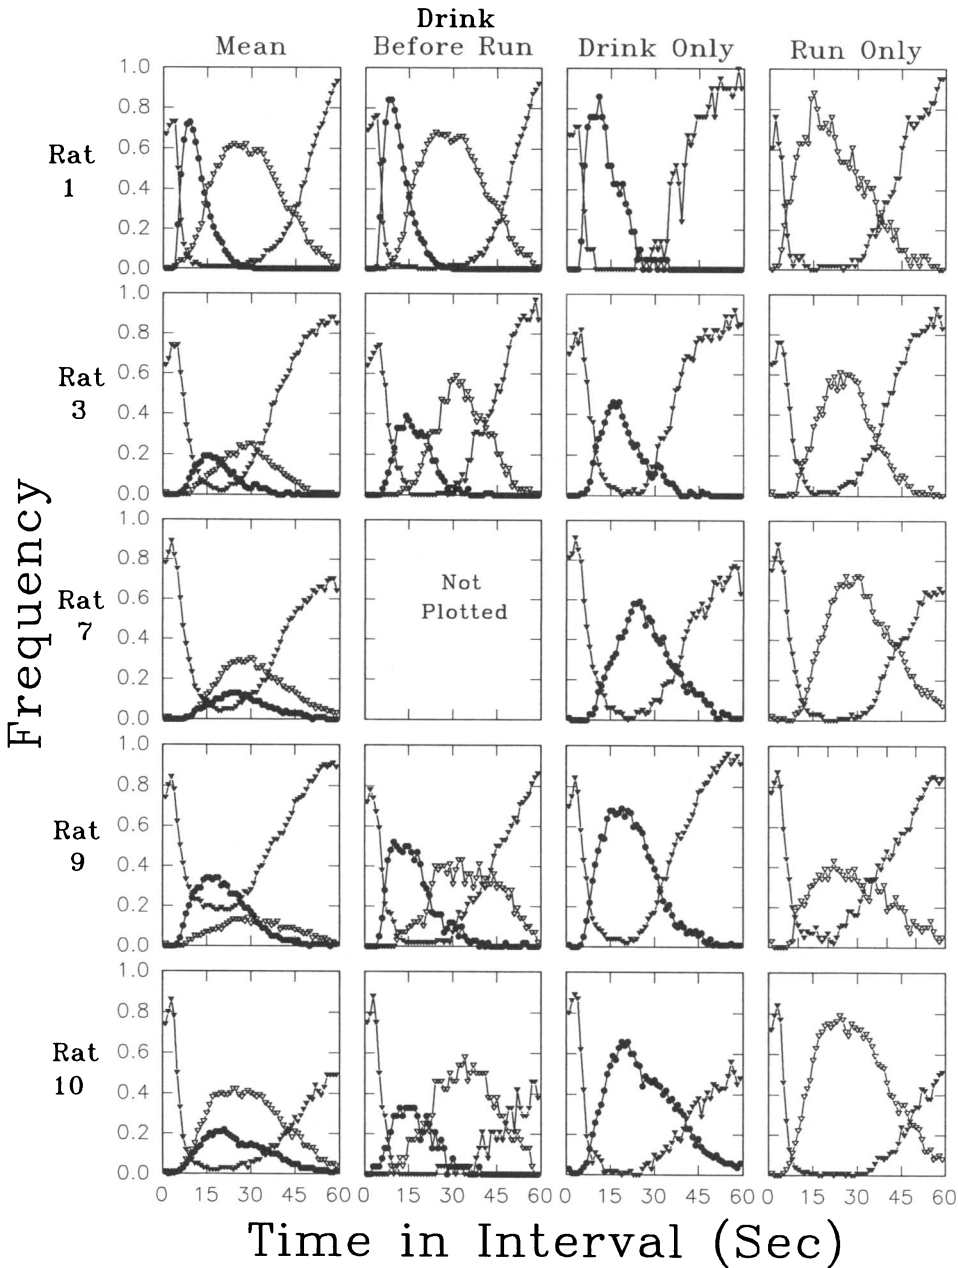 Drink
Mean Before Run Drink Only Run Only
1.0
0.8
Rat
1
0.6
0.4
0.2
0.0
1.0
0.8
Rat
3
0.6
0.4
0.2
0.0
1.0
0.8
Rat
7
0.6
0.4
0.2
0.0
Not
Plotted
1.0
0.8
Rat
9
0.6
0.4
0.2
0.0
1.0
0.8
Rat
10
0.6
0.4
0.2
0.0
Frequency
0 15 30 45 60 0 15 30 45 60 0 15 30 45 60 0 15 30 45 60
Time in Interval (Sec)